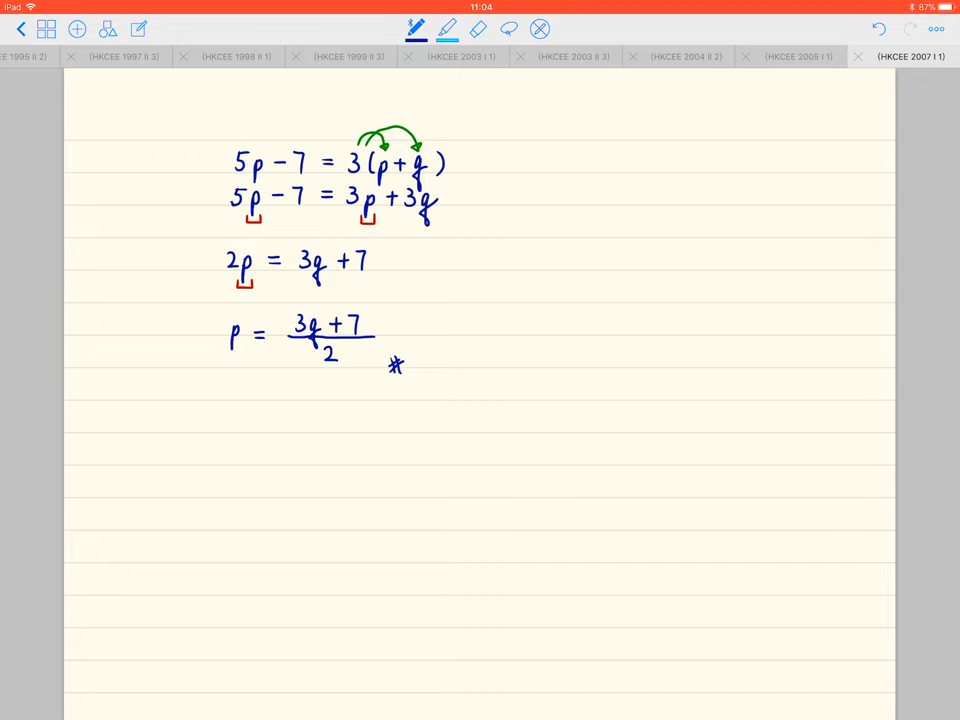 iPad 11:04 87%
CE 1995 II 2) (HKCEE 1997 II 3) (HKCEE 1998 II 1) (HKCEE 1999 II 3) (HKCEE 2003 I 1) (HKCEE 2003 II 3) (HKCEE 2004 II 2) (HKCEE 2005 I 1) (HKCEE 2007 I 1)
5p - 7 = 3(p + q)
5p - 7 = 3p + 3q
2p = 3q + 7
p = 3q + 7
2 *